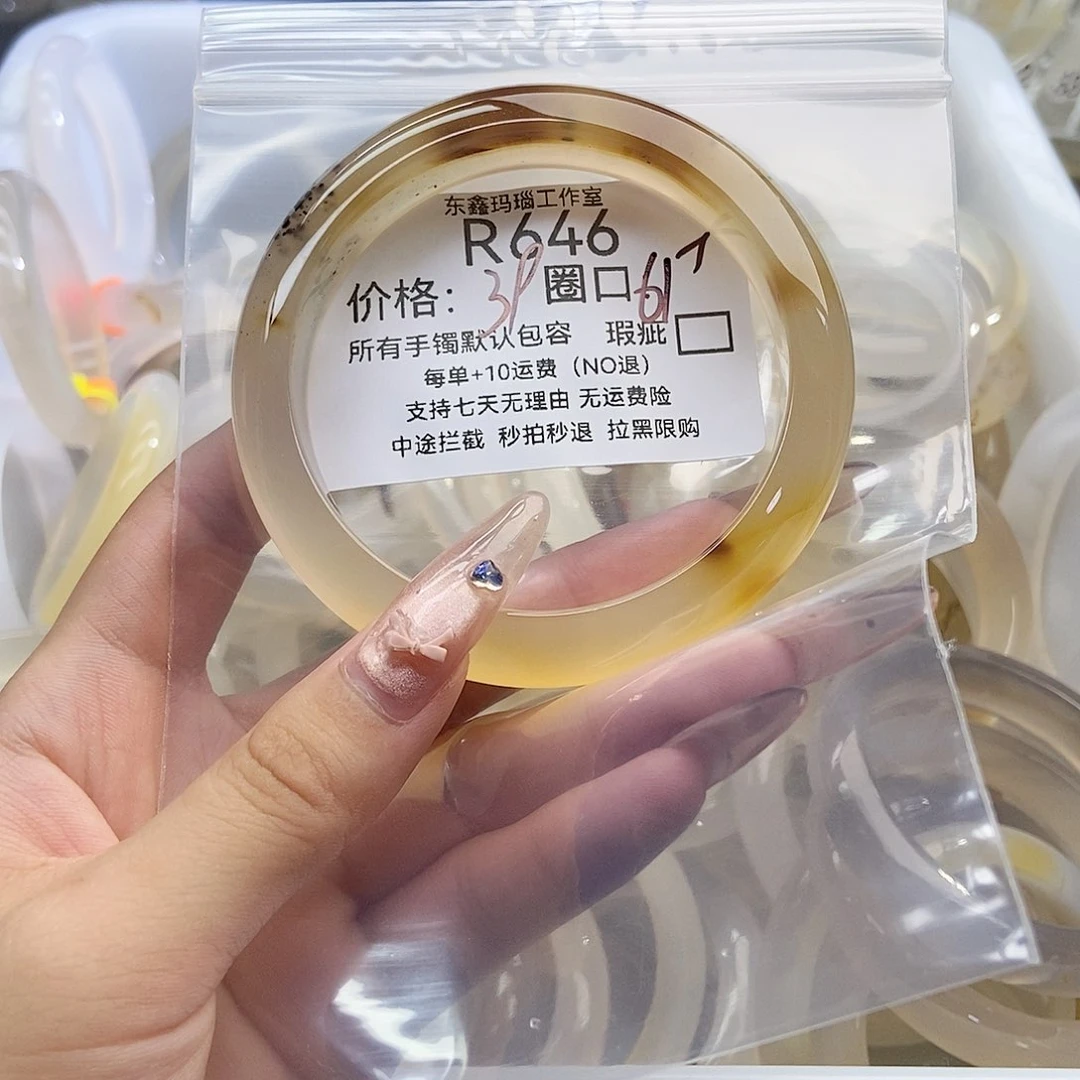 东鑫玛瑙工作室
R646
价格: 圈口61
所有手镯默认包容 瑕疵
每单+10运费（NO退）
支持七天无理由 无运费险
中途拦截 秒拍秒退 拉黑限购